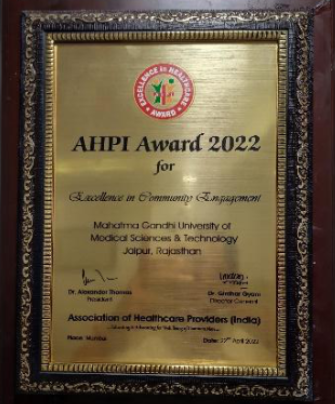 EXCELLENCE in HEALTHCARE
AWARD
AHPI Award 2022
for
Excellence in Community Engagement
Mahatma Gandhi University of
Medical Sciences & Technology
Jaipur, Rajasthan
Dr. Alexander Thomas
President
Dr. Girdhar Gyani
Director General
Association of Healthcare Providers (India)
Place: Mumbai
Date: 22nd April 2022